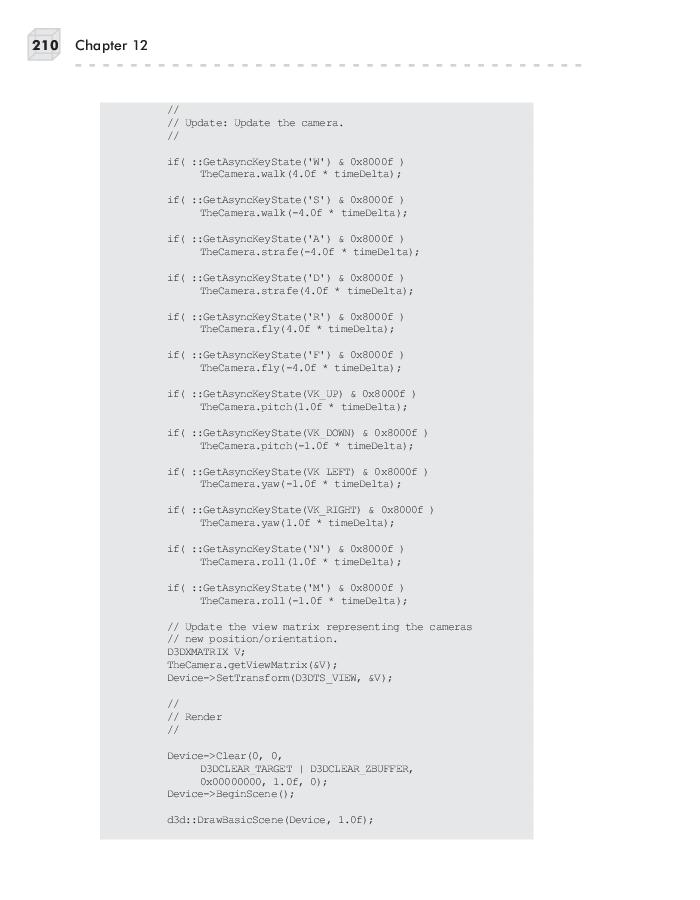 210 Chapter 12
//
// Update: Update the camera.
//
if( ::GetAsyncKeyState('W') & 0x8000f )
TheCamera.walk(4.0f * timeDelta);
if( ::GetAsyncKeyState('S') & 0x8000f )
TheCamera.walk(-4.0f * timeDelta);
if( ::GetAsyncKeyState('A') & 0x8000f )
TheCamera.strafe(-4.0f * timeDelta);
if( ::GetAsyncKeyState('D') & 0x8000f )
TheCamera.strafe(4.0f * timeDelta);
if( ::GetAsyncKeyState('R') & 0x8000f )
TheCamera.fly(4.0f * timeDelta);
if( ::GetAsyncKeyState('F') & 0x8000f )
TheCamera.fly(-4.0f * timeDelta);
if( ::GetAsyncKeyState(VK_UP) & 0x8000f )
TheCamera.pitch(1.0f * timeDelta);
if( ::GetAsyncKeyState(VK_DOWN) & 0x8000f )
TheCamera.pitch(-1.0f * timeDelta);
if( ::GetAsyncKeyState(VK_LEFT) & 0x8000f )
TheCamera.yaw(-1.0f * timeDelta);
if( ::GetAsyncKeyState(VK_RIGHT) & 0x8000f )
TheCamera.yaw(1.0f * timeDelta);
if( ::GetAsyncKeyState('N') & 0x8000f )
TheCamera.roll(1.0f * timeDelta);
if( ::GetAsyncKeyState('M') & 0x8000f )
TheCamera.roll(-1.0f * timeDelta);
// Update the view matrix representing the cameras
// new position/orientation.
D3DXMATRIX V;
TheCamera.getViewMatrix(&V);
Device->SetTransform(D3DTS_VIEW, &V);
//
// Render
//
Device->Clear(0, 0,
D3DCLEAR_TARGET | D3DCLEAR_ZBUFFER,
0x00000000, 1.0f, 0);
Device->BeginScene();
d3d::DrawBasicScene(Device, 1.0f);